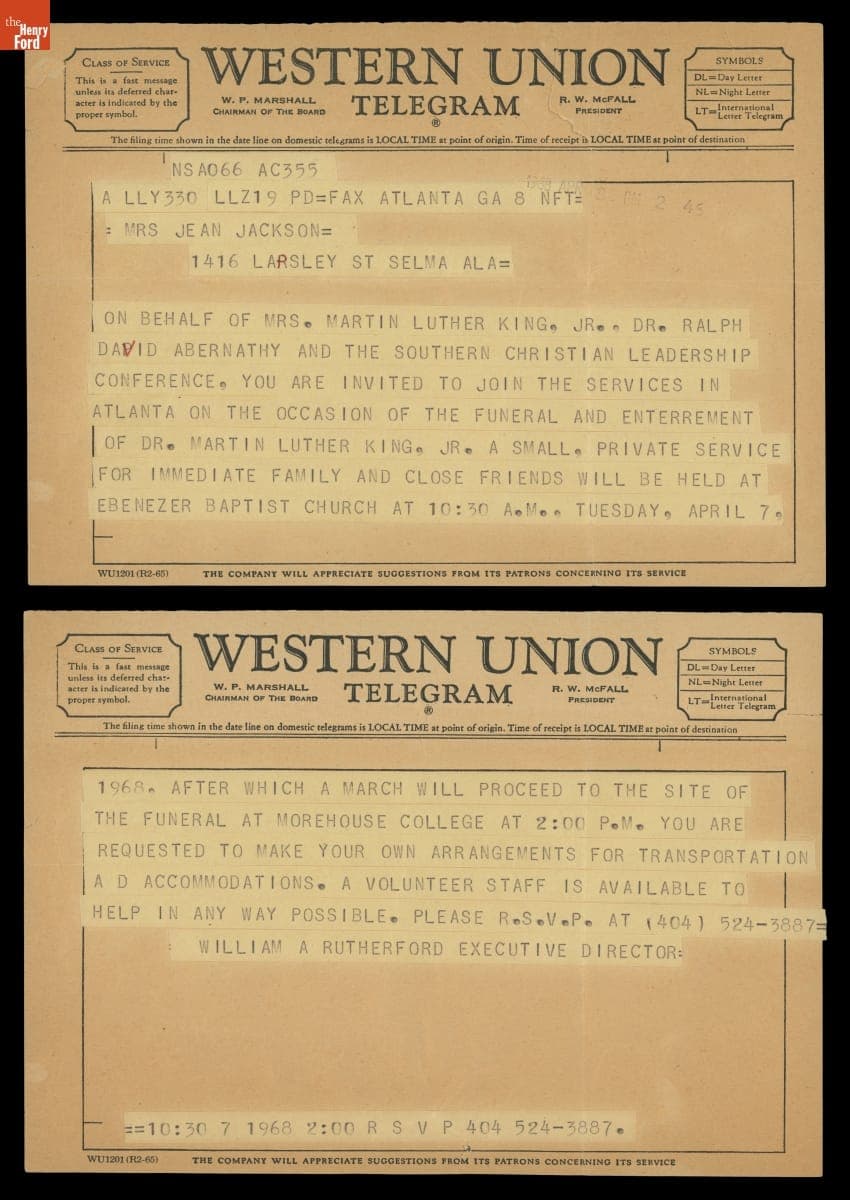 the
Henry
Ford
CLASS OF SERVICE
This is a fast message
unless its deferred char-
acter is indicated by the
proper symbol.
WESTERN UNION
TELEGRAM
®
W. P. MARSHALL
CHAIRMAN OF THE BOARD
R. W. McFALL
PRESIDENT
SYMBOLS
DL=Day Letter
NL=Night Letter
LT=International Letter Telegram
The filing time shown in the date line on domestic telegrams is LOCAL TIME at point of origin. Time of receipt is LOCAL TIME at point of destination
NSA066 AC355
1968 APR 8 PM 2 45
A LLY330 LLZ19 PD=FAX ATLANTA GA 8 NFT=
: MRS JEAN JACKSON=
1416 LARSLEY ST SELMA ALA=
ON BEHALF OF MRS. MARTIN LUTHER KING, JR., DR. RALPH
DAVID ABERNATHY AND THE SOUTHERN CHRISTIAN LEADERSHIP
CONFERENCE, YOU ARE INVITED TO JOIN THE SERVICES IN
ATLANTA ON THE OCCASION OF THE FUNERAL AND ENTERREMENT
OF DR. MARTIN LUTHER KING, JR. A SMALL, PRIVATE SERVICE
FOR IMMEDIATE FAMILY AND CLOSE FRIENDS WILL BE HELD AT
EBENEZER BAPTIST CHURCH AT 10:30 A.M., TUESDAY, APRIL 7,
WU1201 (R2-65) THE COMPANY WILL APPRECIATE SUGGESTIONS FROM ITS PATRONS CONCERNING ITS SERVICE
CLASS OF SERVICE
This is a fast message
unless its deferred char-
acter is indicated by the
proper symbol.
WESTERN UNION
TELEGRAM
®
W. P. MARSHALL
CHAIRMAN OF THE BOARD
R. W. McFALL
PRESIDENT
SYMBOLS
DL=Day Letter
NL=Night Letter
LT=International Letter Telegram
The filing time shown in the date line on domestic telegrams is LOCAL TIME at point of origin. Time of receipt is LOCAL TIME at point of destination
1968. AFTER WHICH A MARCH WILL PROCEED TO THE SITE OF
THE FUNERAL AT MOREHOUSE COLLEGE AT 2:00 P.M. YOU ARE
REQUESTED TO MAKE YOUR OWN ARRANGEMENTS FOR TRANSPORTATION
A D ACCOMMODATIONS. A VOLUNTEER STAFF IS AVAILABLE TO
HELP IN ANY WAY POSSIBLE. PLEASE R.S.V.P. AT (404) 524-3887=
: WILLIAM A RUTHERFORD EXECUTIVE DIRECTOR=
==10:30 7 1968 2:00 R S V P 404 524-3887.
WU1201 (R2-65) THE COMPANY WILL APPRECIATE SUGGESTIONS FROM ITS PATRONS CONCERNING ITS SERVICE